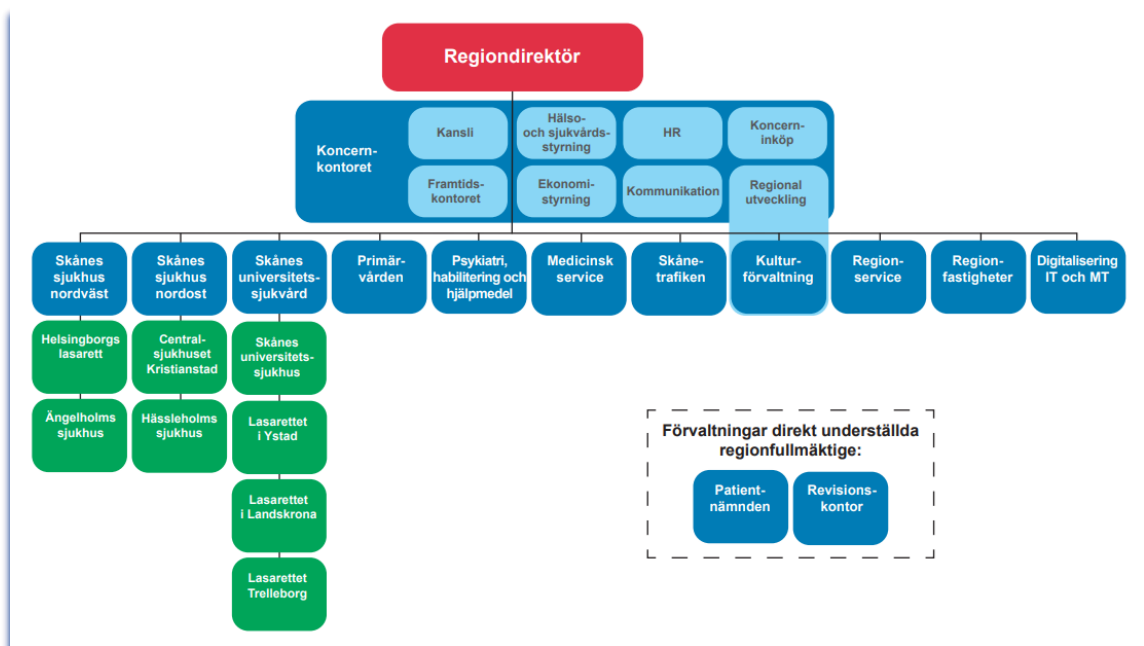 Regiondirektör
Koncern-
kontoret
Kansli
Hälso-
och sjukvårds-
styrning
HR
Koncern-
inköp
Framtids-
kontoret
Ekonomi-
styrning
Kommunikation
Regional
utveckling
Skånes
sjukhus
nordväst
Skånes
sjukhus
nordost
Skånes
universitets-
sjukvård
Primär-
vården
Psykiatri,
habilitering och
hjälpmedel
Medicinsk
service
Skåne-
trafiken
Kultur-
förvaltning
Region-
service
Region-
fastigheter
Digitalisering
IT och MT
Helsingborgs
lasarett
Central-
sjukhuset
Kristianstad
Skånes
universitets-
sjukhus
Ängelholms
sjukhus
Hässleholms
sjukhus
Lasarettet
i Ystad
Lasarettet
i Landskrona
Lasarettet
Trelleborg
Förvaltningar direkt underställda
regionfullmäktige:
Patient-
nämnden
Revisions-
kontor